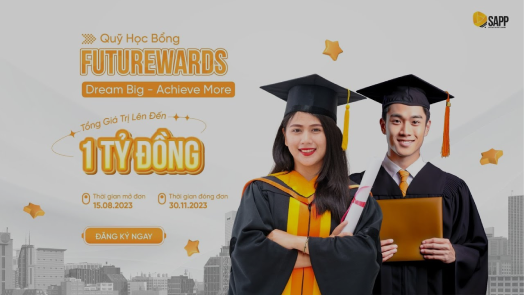 Quỹ Học Bổng
FUTUREWARDS
Dream Big - Achieve More
Tổng Giá Trị Lên Đến
1 TỶ ĐỒNG
Thời gian mở đơn
15.08.2023
Thời gian đóng đơn
30.11.2023
ĐĂNG KÝ NGAY
SAPP